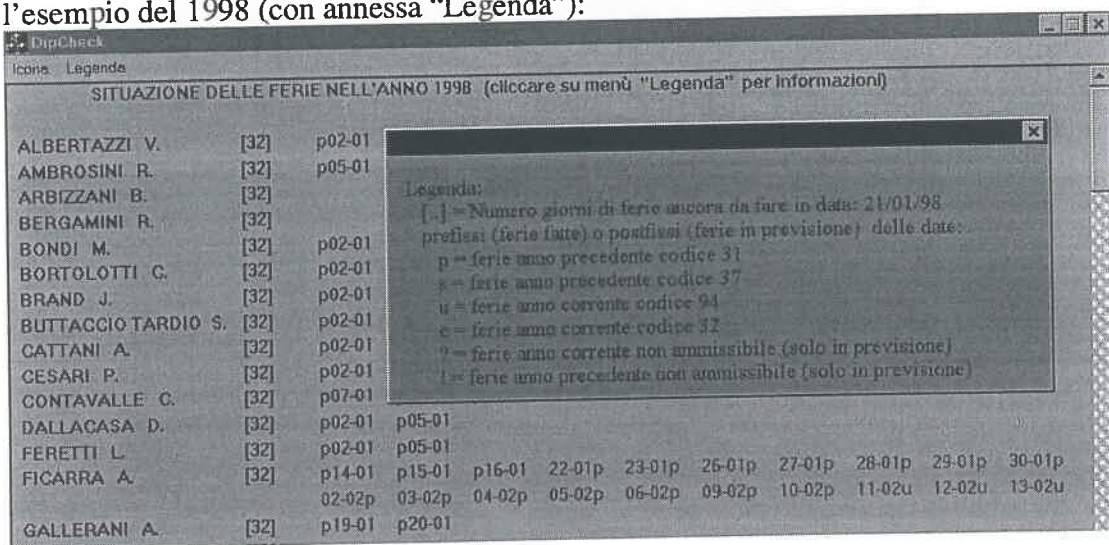 l'esempio del 1998 (con annessa "Legenda"):
DipCheck
Icona Legenda
SITUAZIONE DELLE FERIE NELL'ANNO 1998 (cliccare su menù "Legenda" per informazioni)
ALBERTAZZI V. [32] p02-01
AMBROSINI R. [32] p05-01
ARBIZZANI B. [32]
BERGAMINI R. [32]
BONDI M. [32] p02-01
BORTOLOTTI C. [32] p02-01
BRAND J. [32] p02-01
BUTTACCIO TARDIO S. [32] p02-01
CATTANI A. [32] p02-01
CESARI P. [32] p02-01
CONTAVALLE C. [32] p07-01
DALLACASA D. [32] p02-01 p05-01
FERETTI L. [32] p02-01 p05-01
FICARRA A. [32] p14-01 p15-01 p16-01 22-01p 23-01p 26-01p 27-01p 28-01p 29-01p 30-01p
02-02p 03-02p 04-02p 05-02p 06-02p 09-02p 10-02p 11-02u 12-02u 13-02u
GALLERANI A. [32] p19-01 p20-01
Legenda:
[..] = Numero giorni di ferie ancora da fare in data: 21/01/98
prefissi (ferie fatte) o postfissi (ferie in previsione) delle date:
p = ferie anno precedente codice 31
s = ferie anno precedente codice 37
u = ferie anno corrente codice 94
c = ferie anno corrente codice 32
? = ferie anno corrente non ammissibile (solo in previsione)
! = ferie anno precedente non ammissibile (solo in previsione)